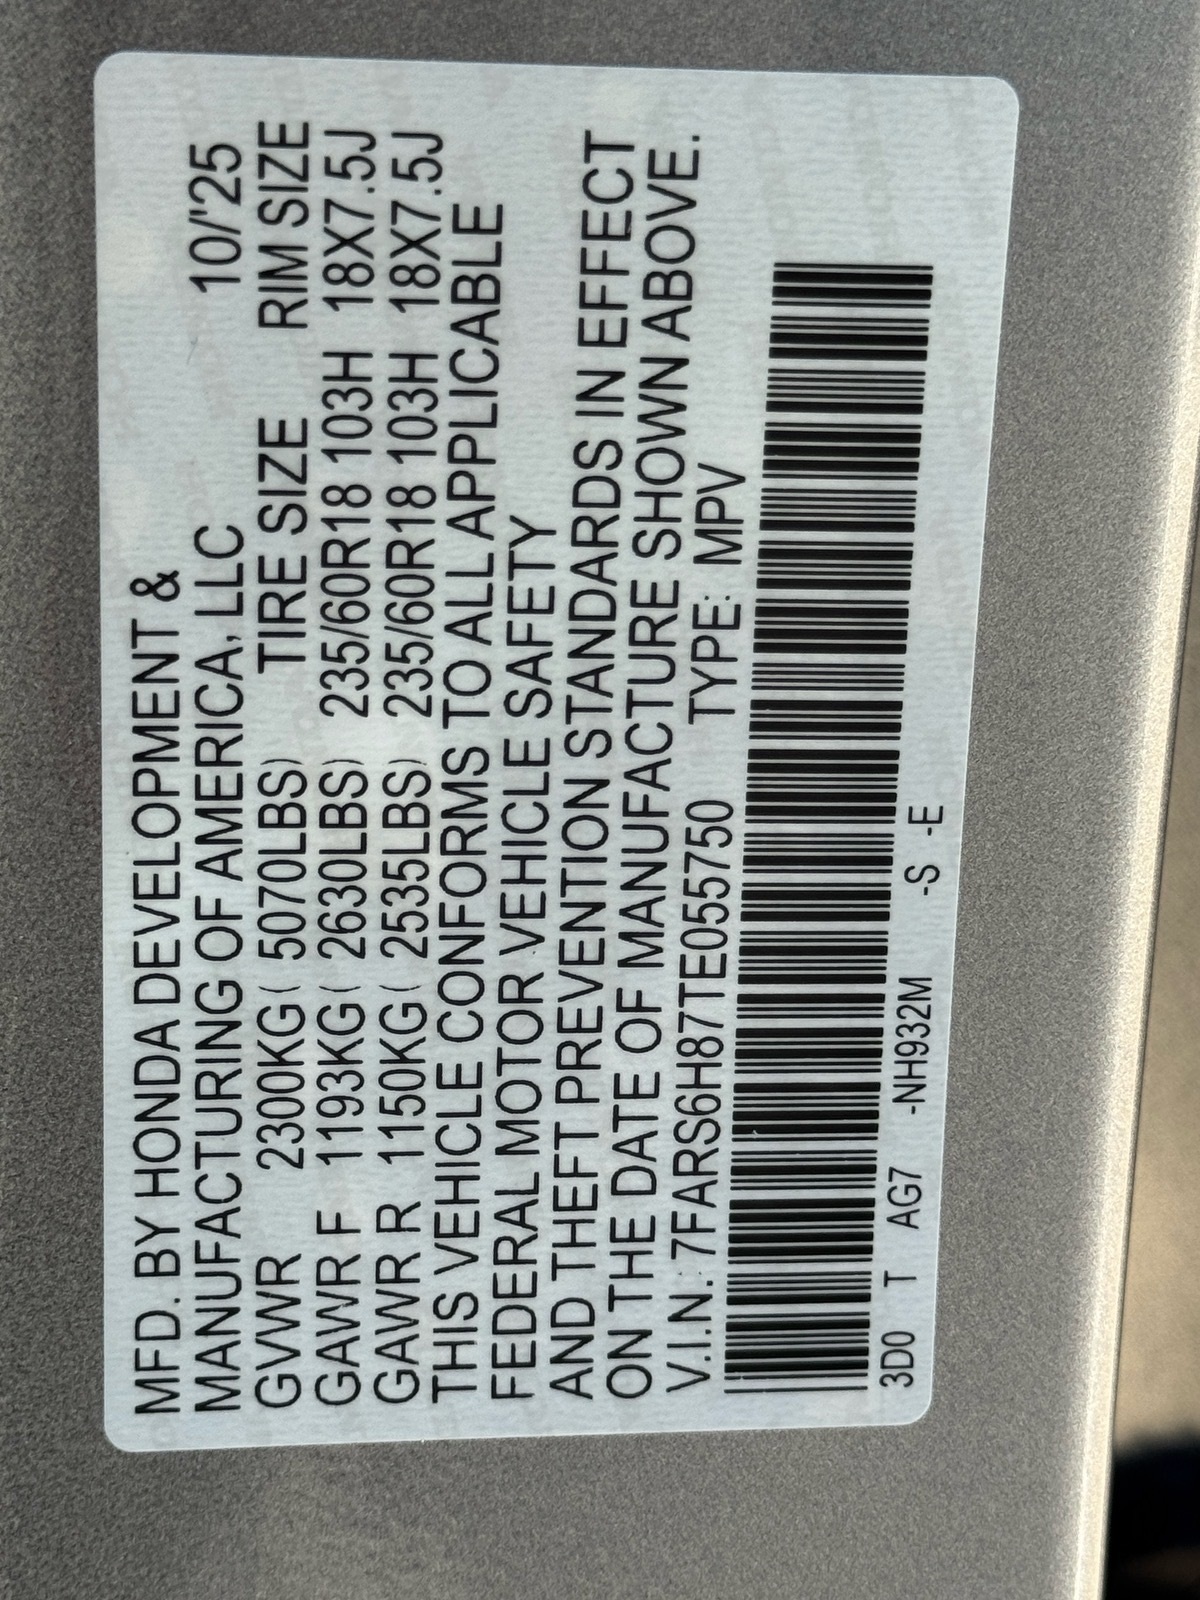 MFD. BY HONDA DEVELOPMENT &
MANUFACTURING OF AMERICA, LLC 10/'25
GVWR 2300KG ( 5070LBS) TIRE SIZE RIM SIZE
GAWR F 1193KG ( 2630LBS) 235/60R18 103H 18X7.5J
GAWR R 1150KG ( 2535LBS) 235/60R18 103H 18X7.5J
THIS VEHICLE CONFORMS TO ALL APPLICABLE
FEDERAL MOTOR VEHICLE SAFETY
AND THEFT PREVENTION STANDARDS IN EFFECT
ON THE DATE OF MANUFACTURE SHOWN ABOVE.
V.I.N.: 7FARS6H87TE055750 TYPE: MPV
3D0 T AG7 -NH932M -S -E